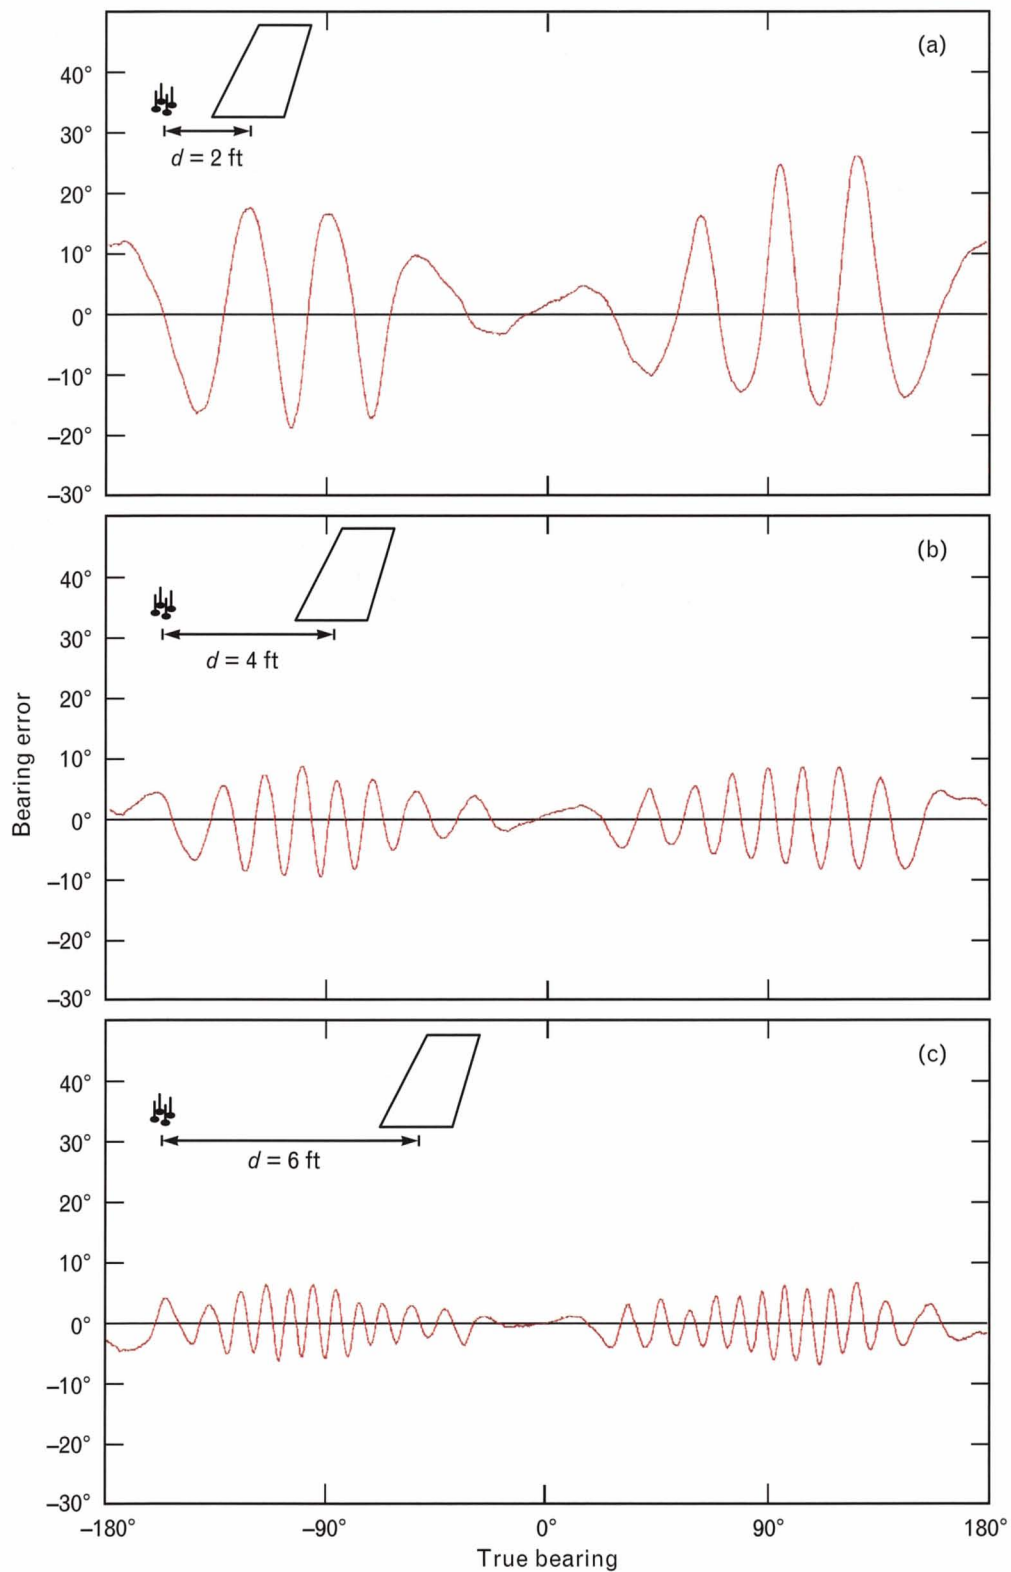 (a)
40°
30°
20°
10°
0°
–10°
–20°
–30°
d = 2 ft
(b)
40°
30°
20°
10°
0°
–10°
–20°
–30°
d = 4 ft
Bearing error
(c)
40°
30°
20°
10°
0°
–10°
–20°
–30°
d = 6 ft
–180° –90° 0° 90° 180°
True bearing